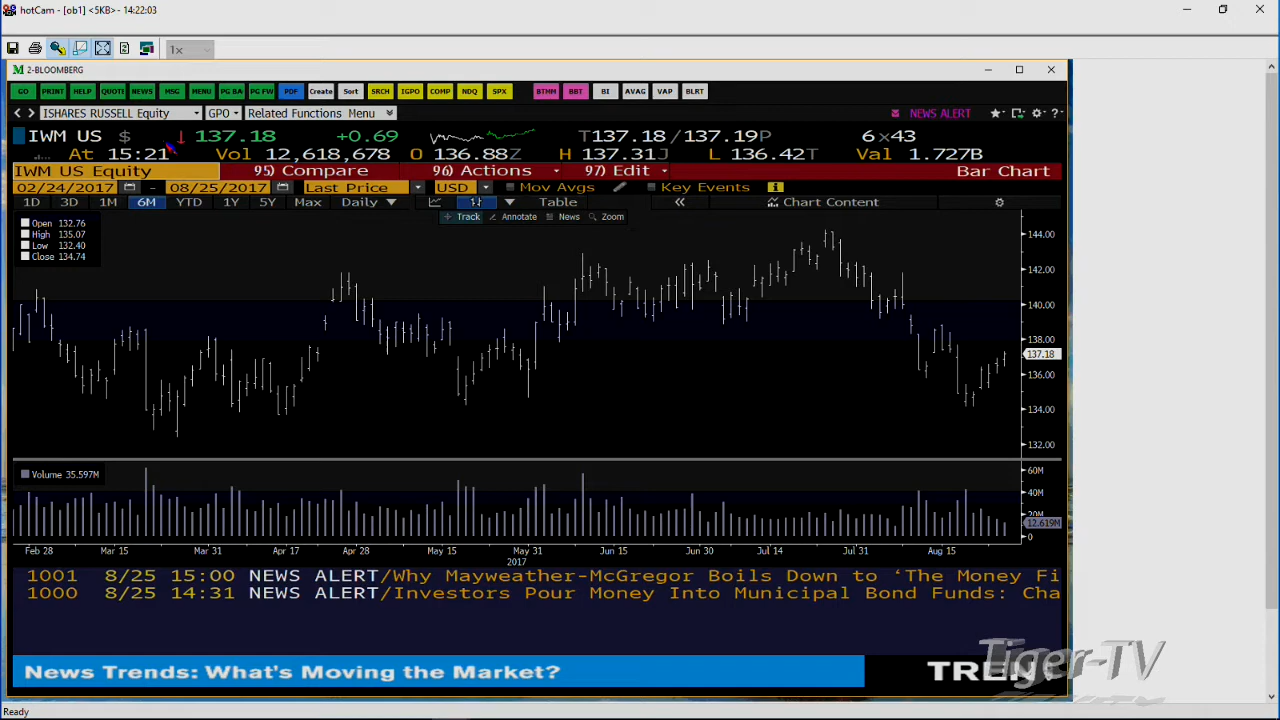 hotCam - [ob1] <5KB>- 14:22:03
1x
2-BLOOMBERG
GO PRINT HELP QUOTE NEWS MSG MENU PG BA PG FW PDF Create Sort SRCH IGPO COMP NDQ SPX BTMM BBT BI AVAG VAP BLRT
ISHARES RUSSELL Equity GPO Related Functions Menu NEWS ALERT
IWM US $ ↓ 137.18 +0.69 T137.18 /137.19P 6×43
At 15:21 Vol 12,618,678 O 136.88Z H 137.31J L 136.42T Val 1.727B
IWM US Equity 95) Compare 96) Actions 97) Edit Bar Chart
02/24/2017 - 08/25/2017 Last Price USD Mov Avgs Key Events
1D 3D 1M 6M YTD 1Y 5Y Max Daily Table « Chart Content
Track Annotate News Zoom
Open 132.76
High 135.07
Low 132.40
Close 134.74
144.00
142.00
140.00
138.00
137.18
136.00
134.00
132.00
Volume 35.597M
60M
40M
20M
12.619M
0
Feb 28 Mar 15 Mar 31 Apr 17 Apr 28 May 15 May 31 Jun 15 Jun 30 Jul 14 Jul 31 Aug 15
2017
1001 8/25 15:00 NEWS ALERT/Why Mayweather-McGregor Boils Down to ‘The Money Fi
1000 8/25 14:31 NEWS ALERT/Investors Pour Money Into Municipal Bond Funds: Cha
News Trends: What's Moving the Market?
TREN
Tiger-TV
Ready